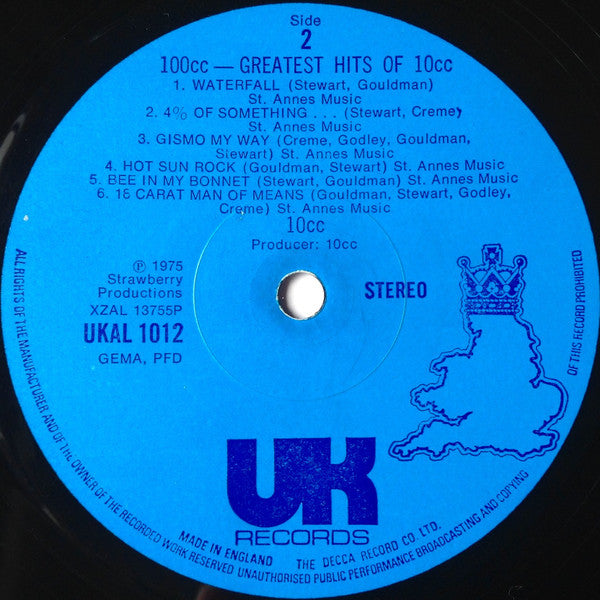 Side
2
100cc — GREATEST HITS OF 10cc
1. WATERFALL (Stewart, Gouldman)
St. Annes Music
2. 4% OF SOMETHING . . . (Stewart, Creme)
St. Annes Music
3. GISMO MY WAY (Creme, Godley, Gouldman,
Stewart) St. Annes Music
4. HOT SUN ROCK (Gouldman, Stewart) St. Annes Music
5. BEE IN MY BONNET (Stewart, Gouldman)
6. 16 CARAT MAN OF MEANS (Gouldman, Stewart, Godley,
Creme) St. Annes Music
10cc
Producer: 10cc
℗ 1975
Strawberry
Productions
XZAL 13755P
UKAL 1012
GEMA, PFD
STEREO
UK
RECORDS
MADE IN ENGLAND THE DECCA RECORD CO. LTD.
ALL RIGHTS OF THE MANUFACTURER AND OF THE OWNER OF THE RECORDED WORK RESERVED UNAUTHORISED PUBLIC PERFORMANCE BROADCASTING AND COPYING OF THIS RECORD PROHIBITED